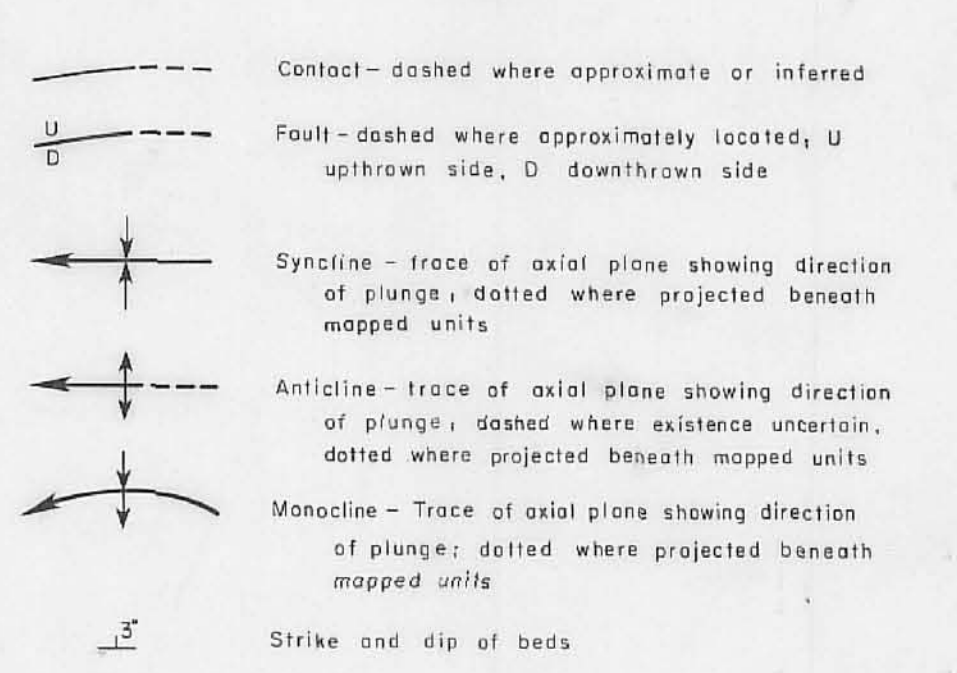 Contact – dashed where approximate or inferred
U
D
Fault – dashed where approximately located; U
upthrown side, D downthrown side
Syncline – trace of axial plane showing direction
of plunge; dotted where projected beneath
mapped units
Anticline – trace of axial plane showing direction
of plunge; dashed where existence uncertain,
dotted where projected beneath mapped units
Monocline – Trace of axial plane showing direction
of plunge; dotted where projected beneath
mapped units
3°
Strike and dip of beds